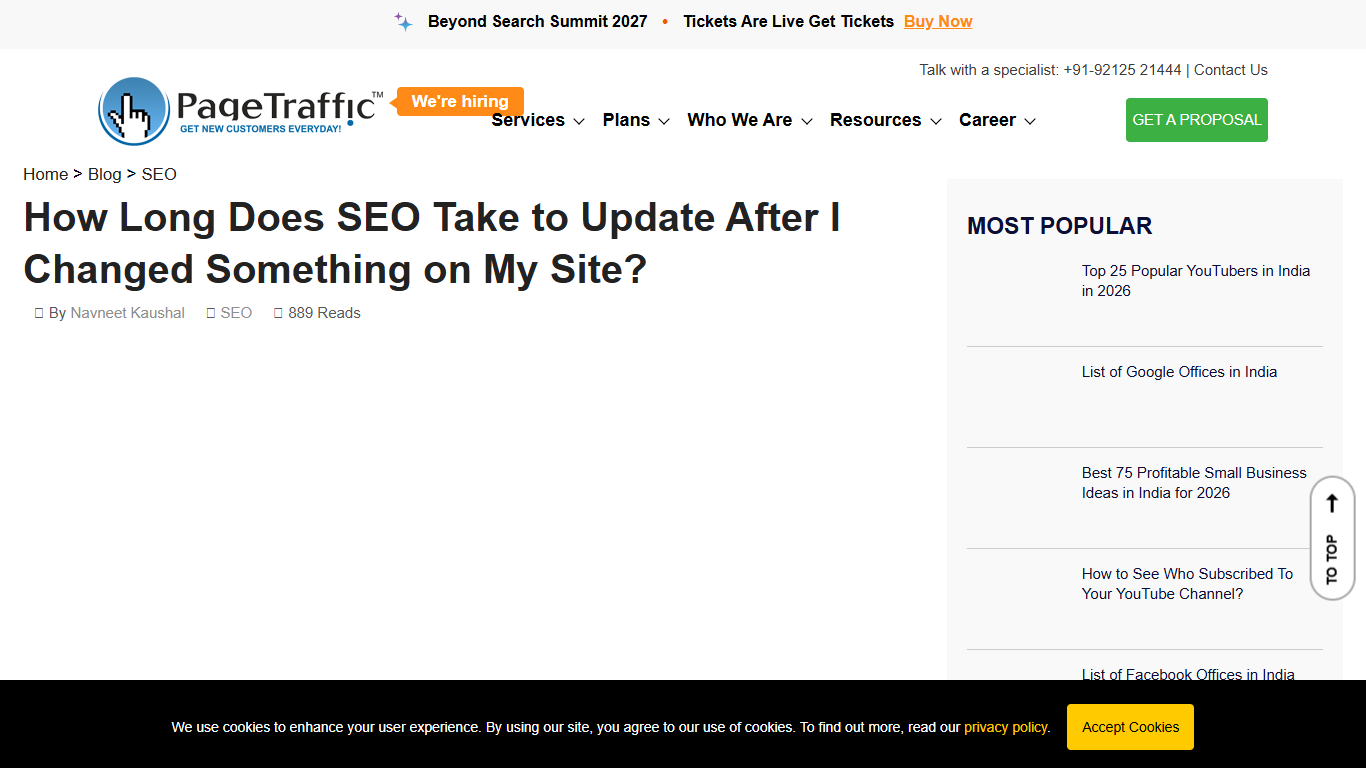 Beyond Search Summit 2027 • Tickets Are Live Get Tickets Buy Now
Talk with a specialist: +91-92125 21444 | Contact Us
PageTraffic™
GET NEW CUSTOMERS EVERYDAY!
We're hiring
Services Plans Who We Are Resources Career
GET A PROPOSAL
Home > Blog > SEO
How Long Does SEO Take to Update After I
Changed Something on My Site?
By Navneet Kaushal SEO 889 Reads
MOST POPULAR
Top 25 Popular YouTubers in India
in 2026
List of Google Offices in India
Best 75 Profitable Small Business
Ideas in India for 2026
How to See Who Subscribed To
Your YouTube Channel?
List of Facebook Offices in India
TO TOP
We use cookies to enhance your user experience. By using our site, you agree to our use of cookies. To find out more, read our privacy policy.
Accept Cookies